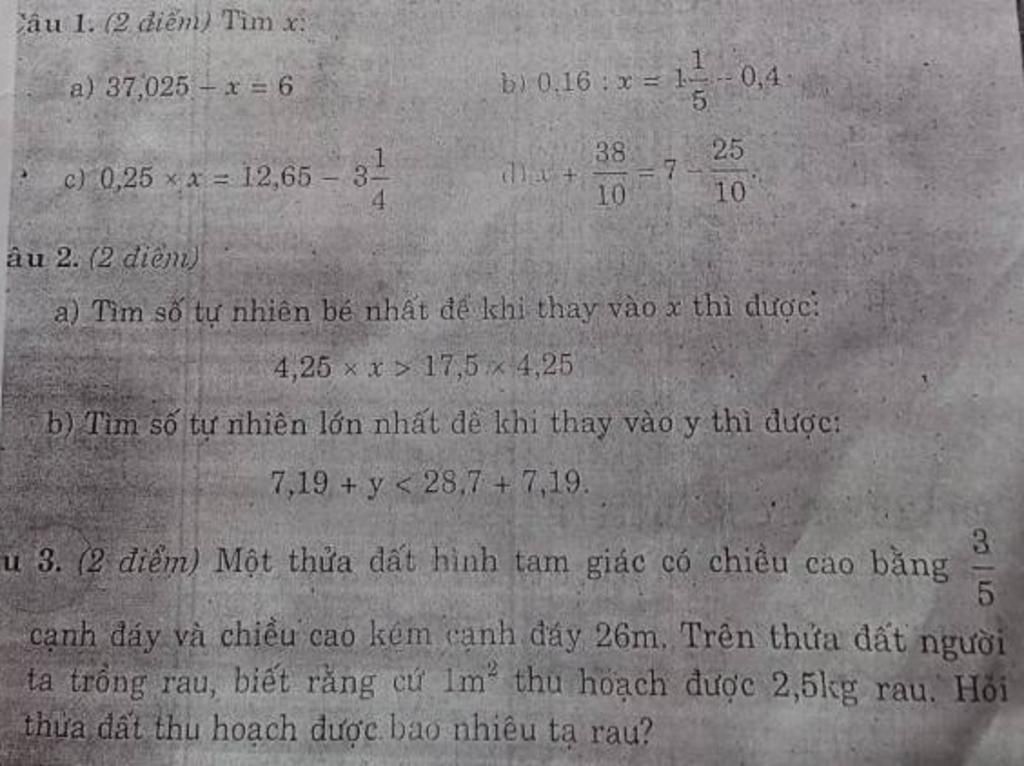 Câu 1. (2 điểm) Tìm x:
a) 37,025 - x = 6
b) 0,16 : x = 1 1/5 - 0,4
c) 0,25 × x = 12,65 - 3 1/4
d) x + 38/10 = 7 - 25/10.
âu 2. (2 điểm)
a) Tìm số tự nhiên bé nhất để khi thay vào x thì được:
4,25 × x > 17,5 × 4,25
b) Tìm số tự nhiên lớn nhất để khi thay vào y thì được:
7,19 + y < 28,7 + 7,19.
u 3. (2 điểm) Một thửa đất hình tam giác có chiều cao bằng 3/5
cạnh đáy và chiều cao kém cạnh đáy 26m. Trên thửa đất người
ta trồng rau, biết rằng cứ 1m² thu hoạch được 2,5kg rau. Hỏi
thửa đất thu hoạch được bao nhiêu tạ rau?